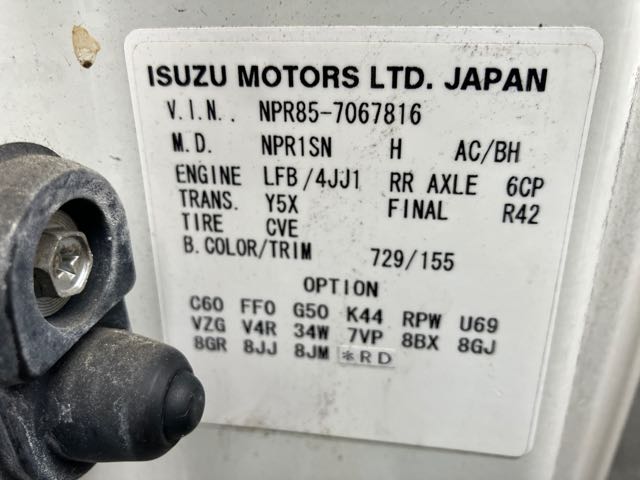 ISUZU MOTORS LTD. JAPAN
V.I.N.. NPR85-7067816
M.D. NPR1SN H AC/BH
ENGINE LFB/4JJ1 RR AXLE 6CP
TRANS. Y5X FINAL R42
TIRE CVE
B.COLOR/TRIM 729/155
OPTION
C60 FF0 G50 K44 RPW U69
VZG V4R 34W 7VP 8BX 8GJ
8GR 8JJ 8JM *RD